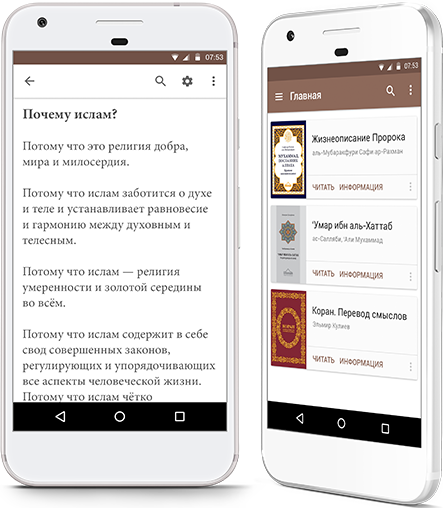 07:53
Почему ислам?
Потому что это религия добра,
мира и милосердия.
Потому что ислам заботится о духе
и теле и устанавливает равновесие
и гармонию между духовным и
телесным.
Потому что ислам — религия
умеренности и золотой середины
во всём.
Потому что ислам содержит в себе
свод совершенных законов,
регулирующих и упорядочивающих
все аспекты человеческой жизни.
Потому что ислам чётко
07:53
Главная
Жизнеописание Пророка
аль-Мубаракфури Сафи ар-Рахман
ЧИТАТЬ ИНФОРМАЦИЯ
'Умар ибн аль-Хаттаб
ас-Салляби, 'Али Мухаммад
ЧИТАТЬ ИНФОРМАЦИЯ
Коран. Перевод смыслов
Эльмир Кулиев
ЧИТАТЬ ИНФОРМАЦИЯ